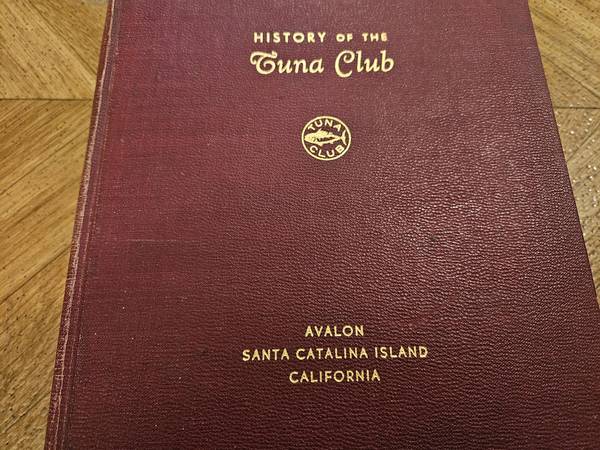 HISTORY OF THE
Tuna Club
TUNA
CLUB
AVALON
SANTA CATALINA ISLAND
CALIFORNIA